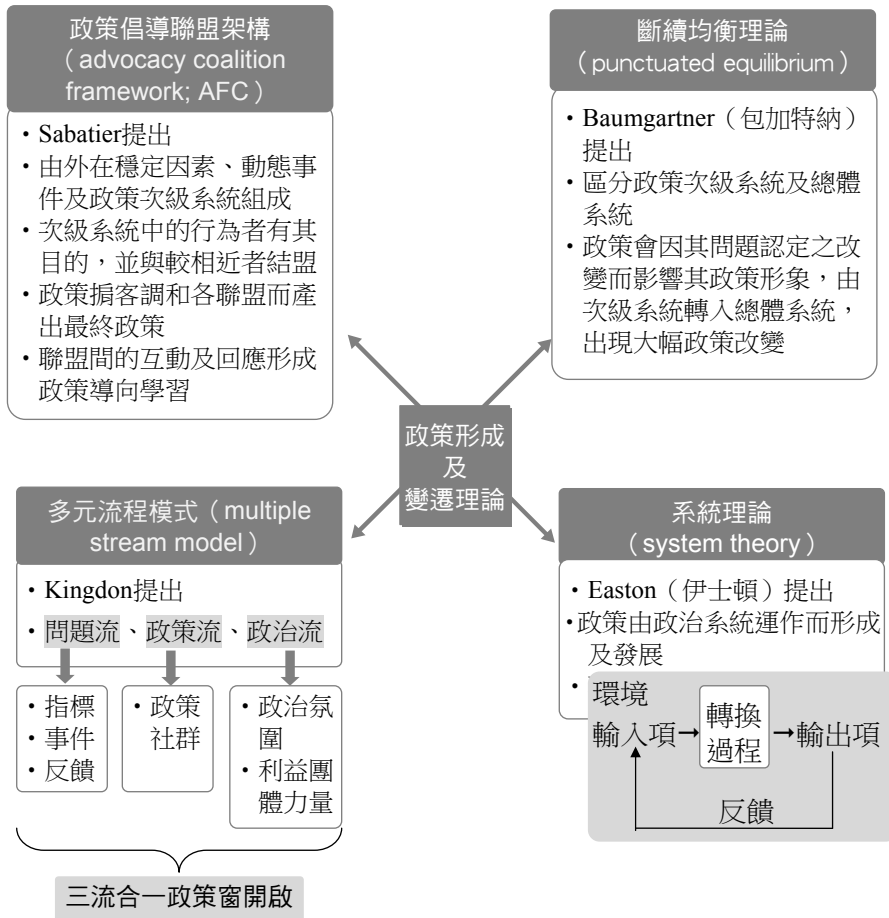 政策倡導聯盟架構
（advocacy coalition
framework; AFC）
・Sabatier提出
・由外在穩定因素、動態事
件及政策次級系統組成
・次級系統中的行為者有其
目的，並與較相近者結盟
・政策掮客調和各聯盟而產
出最終政策
・聯盟間的互動及回應形成
政策導向學習
斷續均衡理論
（punctuated equilibrium）
・Baumgartner（包加特納）
提出
・區分政策次級系統及總體
系統
・政策會因其問題認定之改
變而影響其政策形象，由
次級系統轉入總體系統，
出現大幅政策改變
政策形成
及
變遷理論
多元流程模式（multiple
stream model）
・Kingdon提出
・問題流、政策流、政治流
・指標
・事件
・反饋
・政策
社群
・政治氛
圍
・利益團
體力量
三流合一政策窗開啟
系統理論
（system theory）
・Easton（伊士頓）提出
・政策由政治系統運作而形成
及發展
・
環境
輸入項
轉換
過程
輸出項
反饋